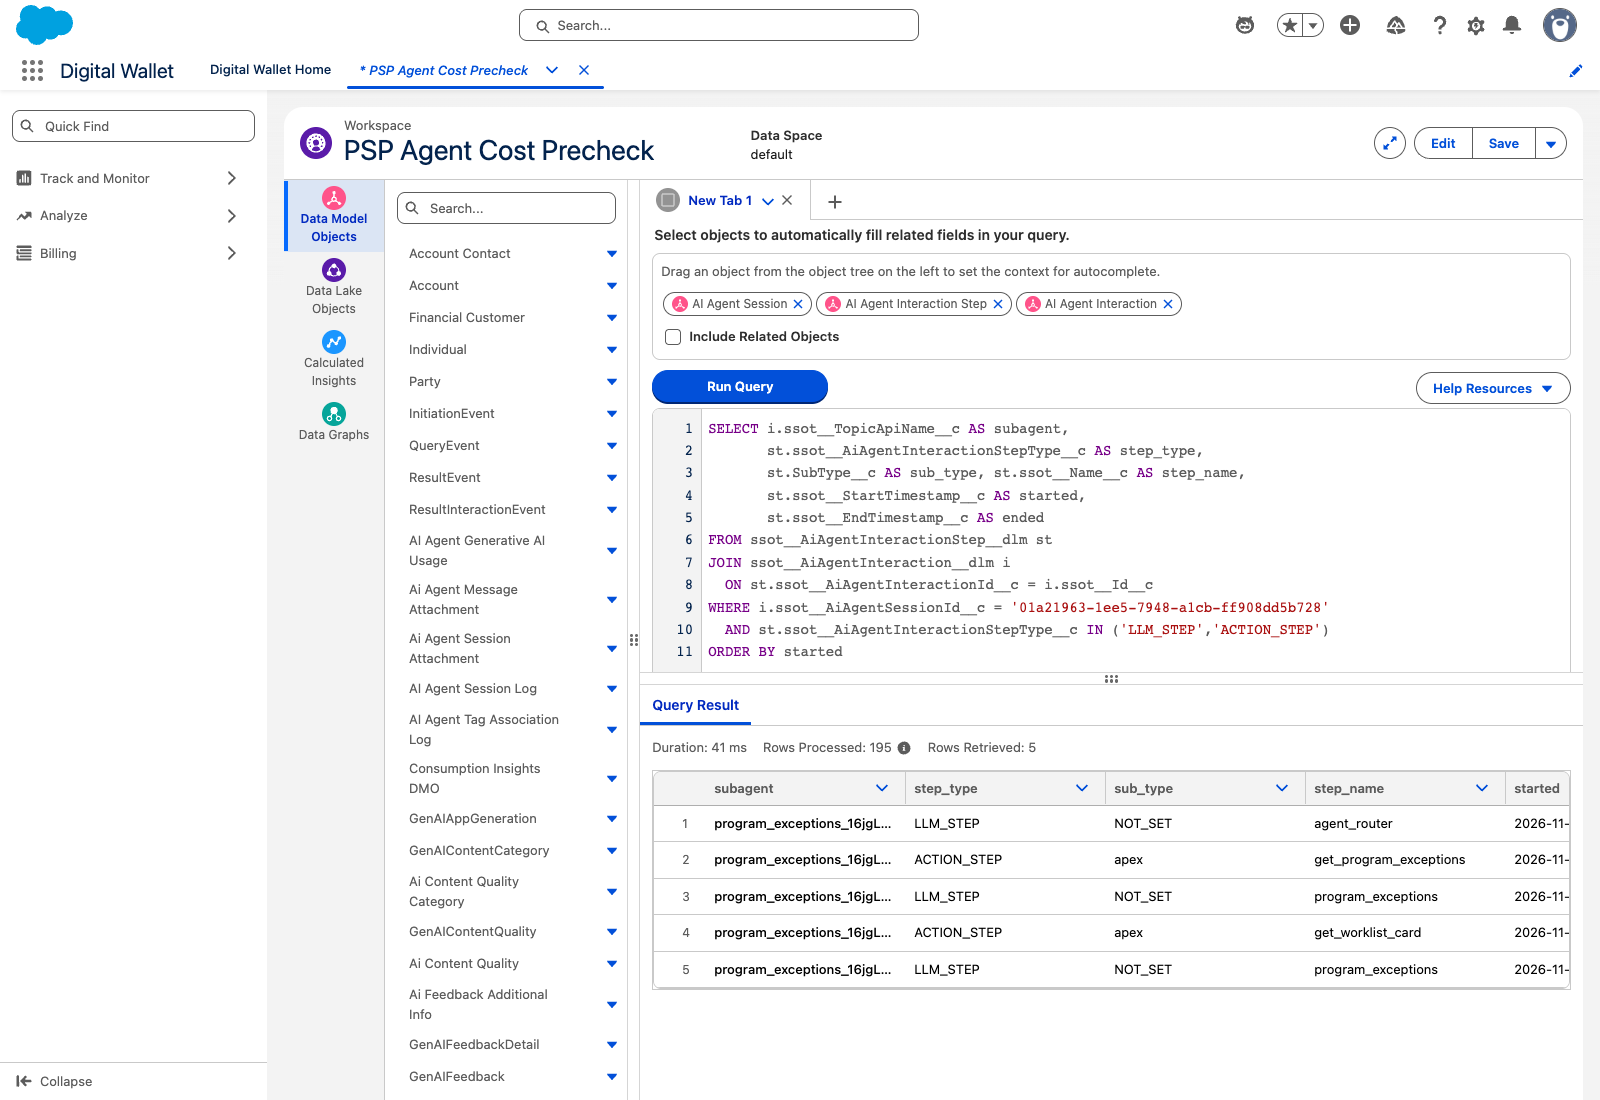 Search...
Digital Wallet
Digital Wallet Home
* PSP Agent Cost Precheck
Quick Find
Track and Monitor
Analyze
Billing
Collapse
Workspace
PSP Agent Cost Precheck
Data Space
default
Edit
Save
Data Model
Objects
Data Lake
Objects
Calculated
Insights
Data Graphs
Search...
Account Contact
Account
Financial Customer
Individual
Party
InitiationEvent
QueryEvent
ResultEvent
ResultInteractionEvent
AI Agent Generative AI
Usage
Ai Agent Message
Attachment
Ai Agent Session
Attachment
AI Agent Session Log
AI Agent Tag Association
Log
Consumption Insights
DMO
GenAIAppGeneration
GenAIContentCategory
Ai Content Quality
Category
GenAIContentQuality
Ai Content Quality
Ai Feedback Additional
Info
GenAIFeedbackDetail
GenAIFeedback
New Tab 1
Select objects to automatically fill related fields in your query.
Drag an object from the object tree on the left to set the context for autocomplete.
AI Agent Session
AI Agent Interaction Step
AI Agent Interaction
Include Related Objects
Run Query
Help Resources
1 SELECT i.ssot__TopicApiName__c AS subagent,
2 st.ssot__AiAgentInteractionStepType__c AS step_type,
3 st.SubType__c AS sub_type, st.ssot__Name__c AS step_name,
4 st.ssot__StartTimestamp__c AS started,
5 st.ssot__EndTimestamp__c AS ended
6 FROM ssot__AiAgentInteractionStep__dlm st
7 JOIN ssot__AiAgentInteraction__dlm i
8 ON st.ssot__AiAgentInteractionId__c = i.ssot__Id__c
9 WHERE i.ssot__AiAgentSessionId__c = '01a21963-1ee5-7948-a1cb-ff908dd5b728'
10 AND st.ssot__AiAgentInteractionStepType__c IN ('LLM_STEP','ACTION_STEP')
11 ORDER BY started
Query Result
Duration: 41 ms Rows Processed: 195 Rows Retrieved: 5
subagent step_type sub_type step_name started
1 program_exceptions_16jgL... LLM_STEP NOT_SET agent_router 2026-11-
2 program_exceptions_16jgL... ACTION_STEP apex get_program_exceptions 2026-11-
3 program_exceptions_16jgL... LLM_STEP NOT_SET program_exceptions 2026-11-
4 program_exceptions_16jgL... ACTION_STEP apex get_worklist_card 2026-11-
5 program_exceptions_16jgL... LLM_STEP NOT_SET program_exceptions 2026-11-